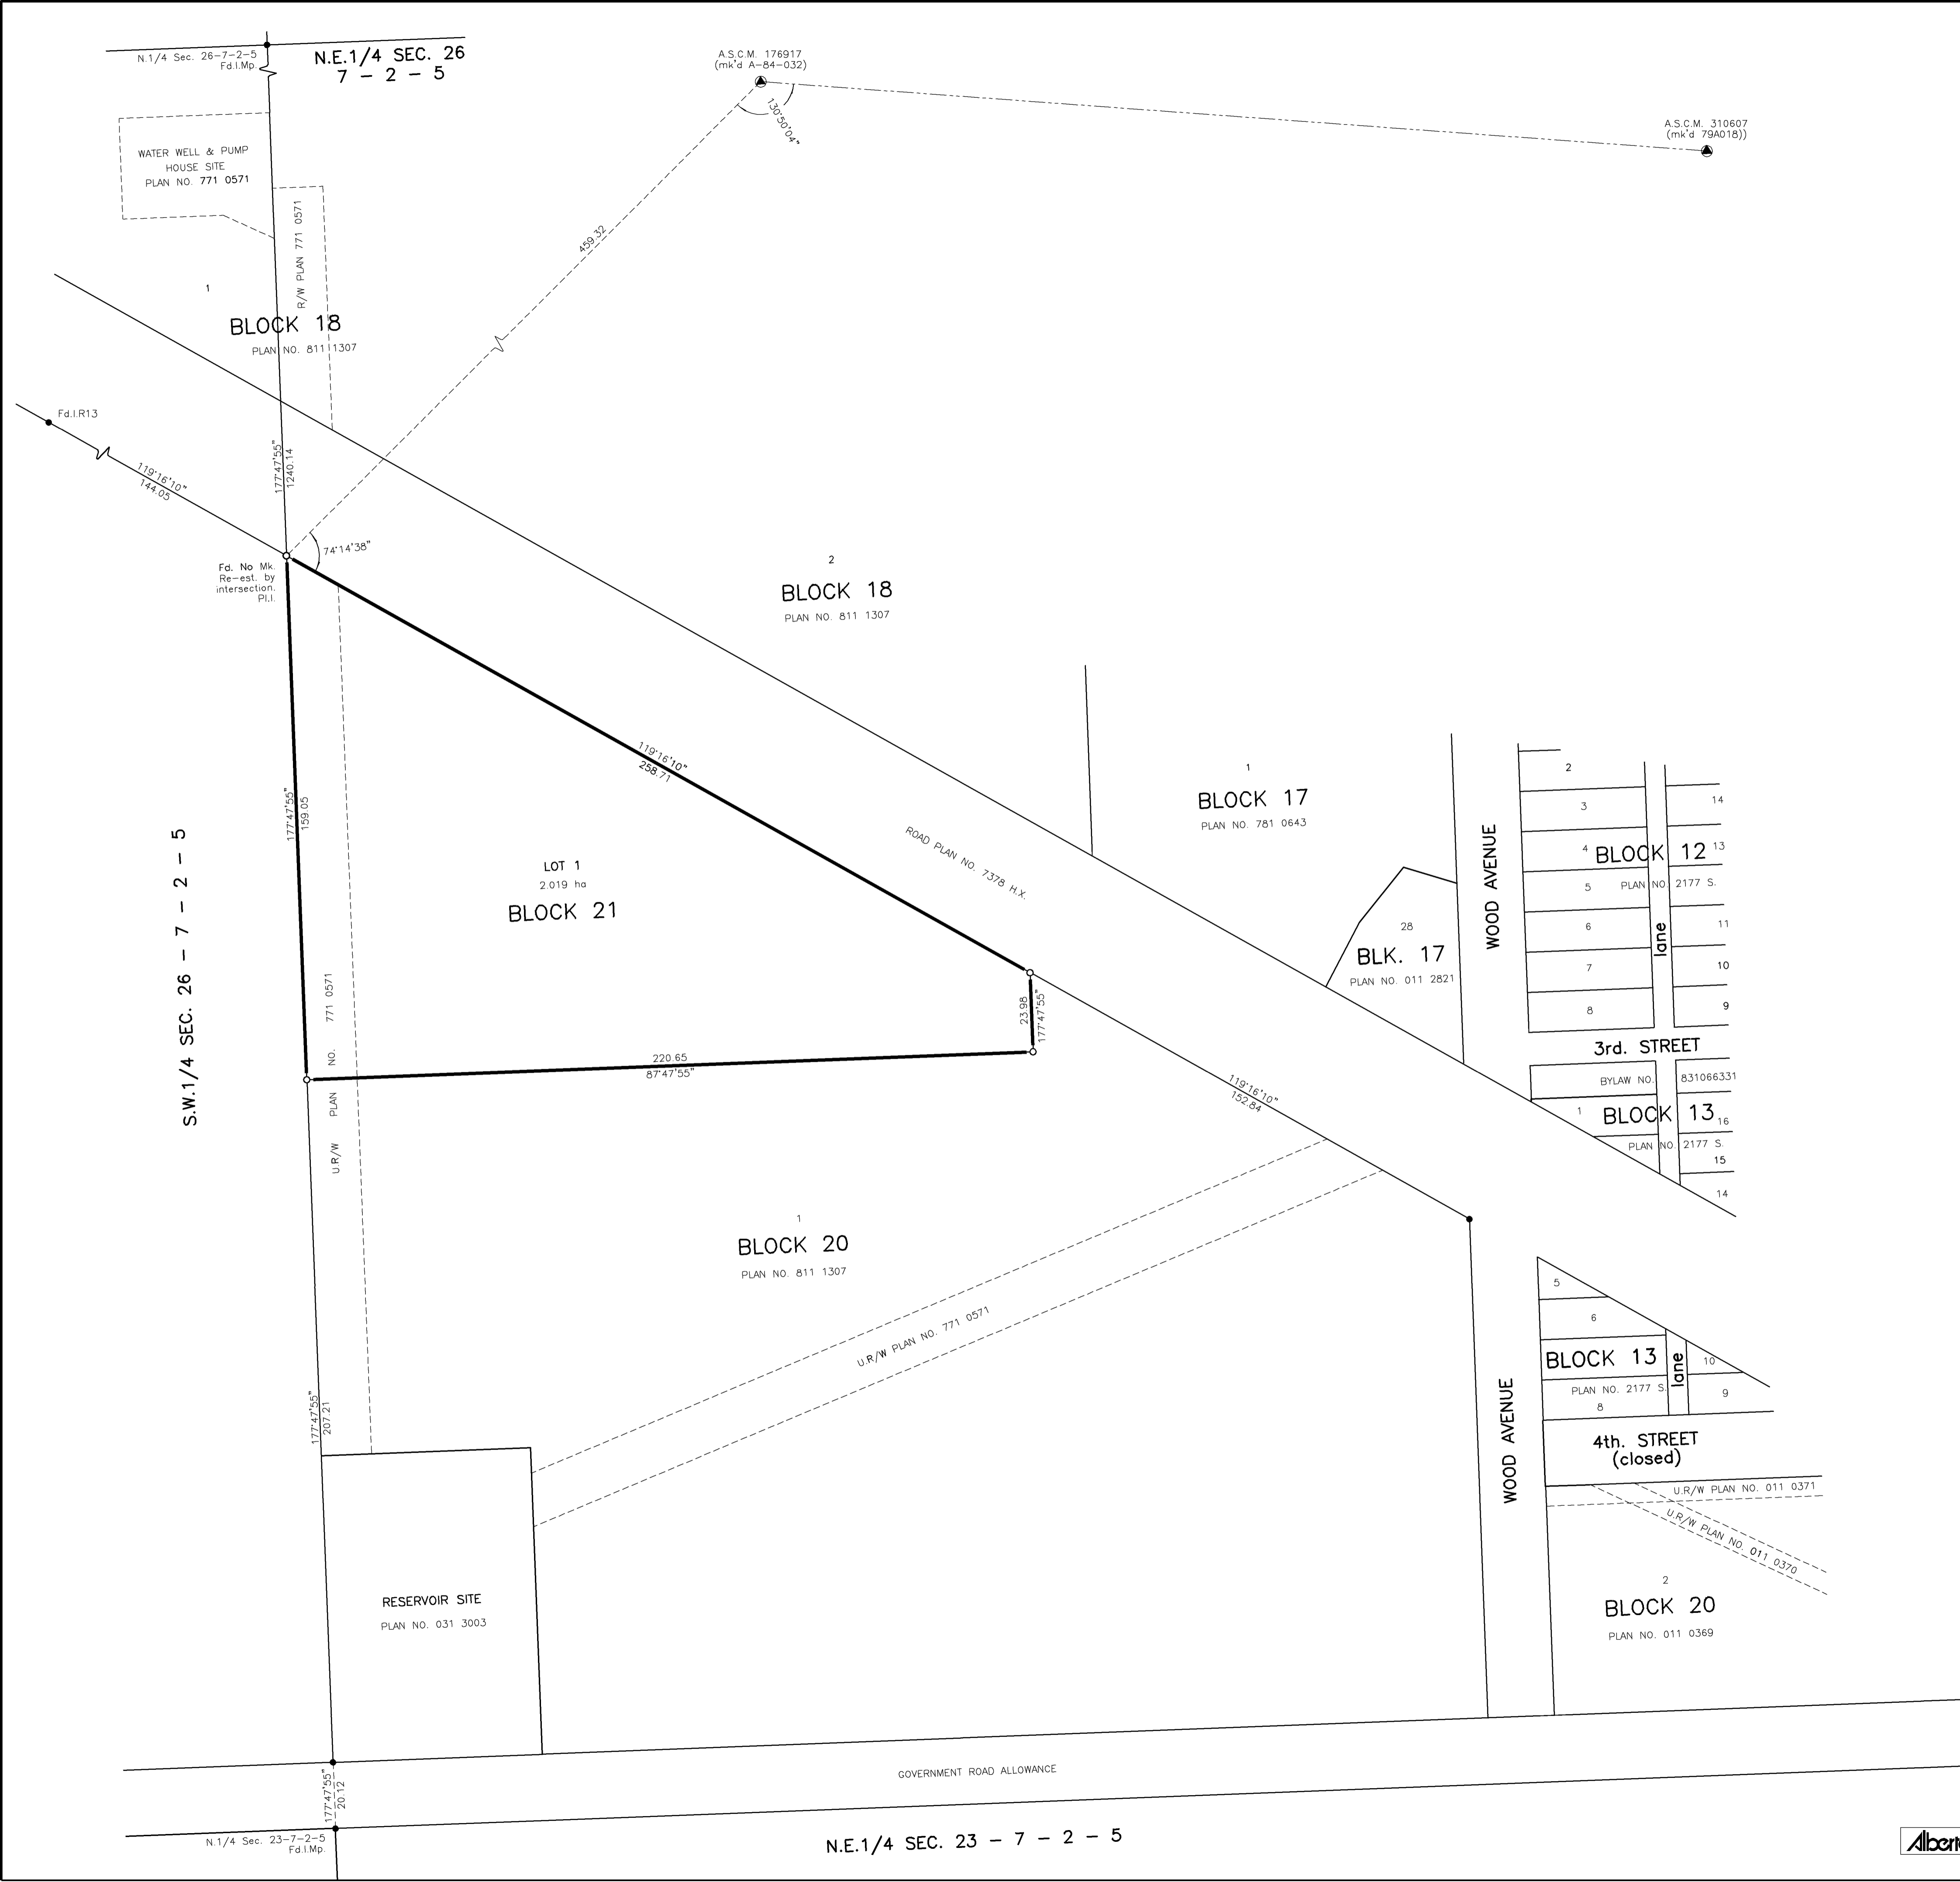 N.1/4 Sec. 26-7-2-5
Fd.I.Mp.
N.E.1/4 SEC. 26
7 - 2 - 5
A.S.C.M. 176917
(mk'd A-84-032)
130°50'04"
A.S.C.M. 310607
(mk'd 79A018))
WATER WELL & PUMP
HOUSE SITE
PLAN NO. 771 0571
R/W PLAN 771 0571
459.32
1
BLOCK 18
PLAN NO. 811 1307
Fd.I.R13
119°16'10"
144.05
177°47'55"
1240.14
74°14'38"
Fd. No Mk.
Re-est. by
intersection.
Pl.I.
2
BLOCK 18
PLAN NO. 811 1307
119°16'10"
258.71
177°47'55"
159.05
S.W.1/4 SEC. 26 - 7 - 2 - 5
LOT 1
2.019 ha
BLOCK 21
ROAD PLAN NO. 7378 H.X.
1
BLOCK 17
PLAN NO. 781 0643
28
BLK. 17
PLAN NO. 011 2821
WOOD AVENUE
2
3
4
5
6
7
8
BLOCK 12
PLAN NO. 2177 S.
lane
14
13
11
10
9
3rd. STREET
BYLAW NO. 831066331
1
BLOCK 13
16
PLAN NO. 2177 S.
15
14
23.98
177°47'55"
220.65
87°47'55"
U.R/W PLAN NO. 771 0571
119°16'10"
152.84
1
BLOCK 20
PLAN NO. 811 1307
U.R/W PLAN NO. 771 0571
177°47'55"
207.21
5
6
BLOCK 13
PLAN NO. 2177 S.
8
lane
10
9
WOOD AVENUE
4th. STREET
(closed)
U.R/W PLAN NO. 011 0371
U.R/W PLAN NO. 011 0370
2
BLOCK 20
PLAN NO. 011 0369
RESERVOIR SITE
PLAN NO. 031 3003
GOVERNMENT ROAD ALLOWANCE
177°47'55"
20.12
N.1/4 Sec. 23-7-2-5
Fd.I.Mp.
N.E.1/4 SEC. 23 - 7 - 2 - 5